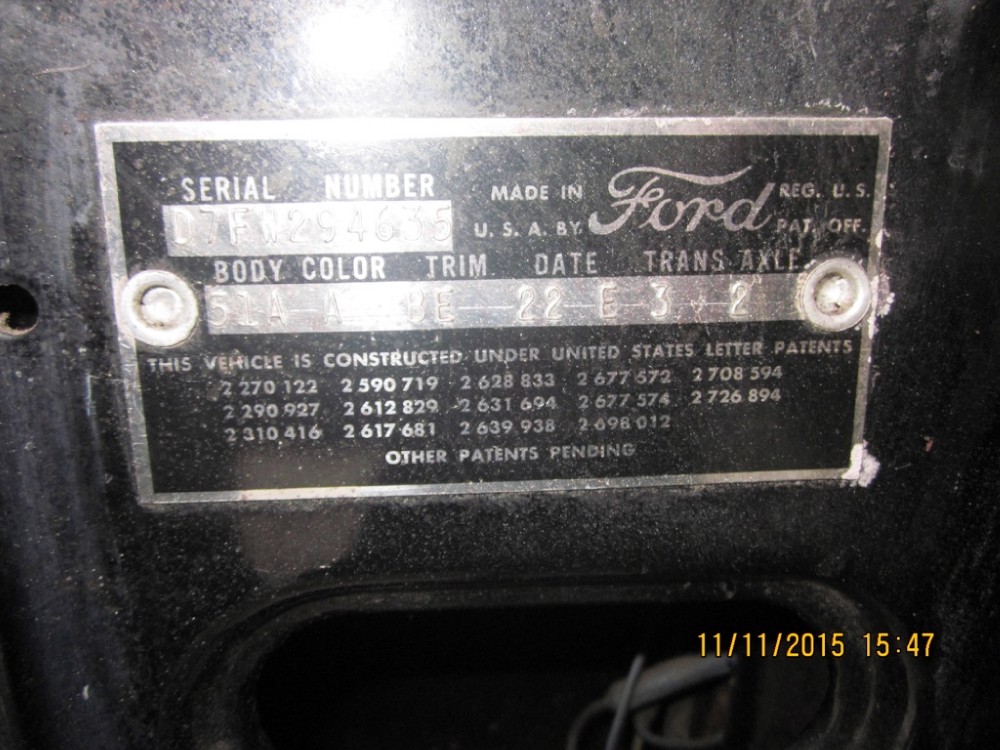 SERIAL NUMBER MADE IN Ford REG. U. S.
D7FW294635 U. S. A. BY PAT. OFF.
BODY COLOR TRIM DATE TRANS AXLE
51A A BE 22 E 3 2
THIS VEHICLE IS CONSTRUCTED UNDER UNITED STATES LETTER PATENTS
2 270 122 2 590 719 2 628 833 2 677 572 2 708 594
2 290 927 2 612 829 2 631 694 2 677 574 2 726 894
2 310 416 2 617 681 2 639 938 2 698 012
OTHER PATENTS PENDING
11/11/2015 15:47